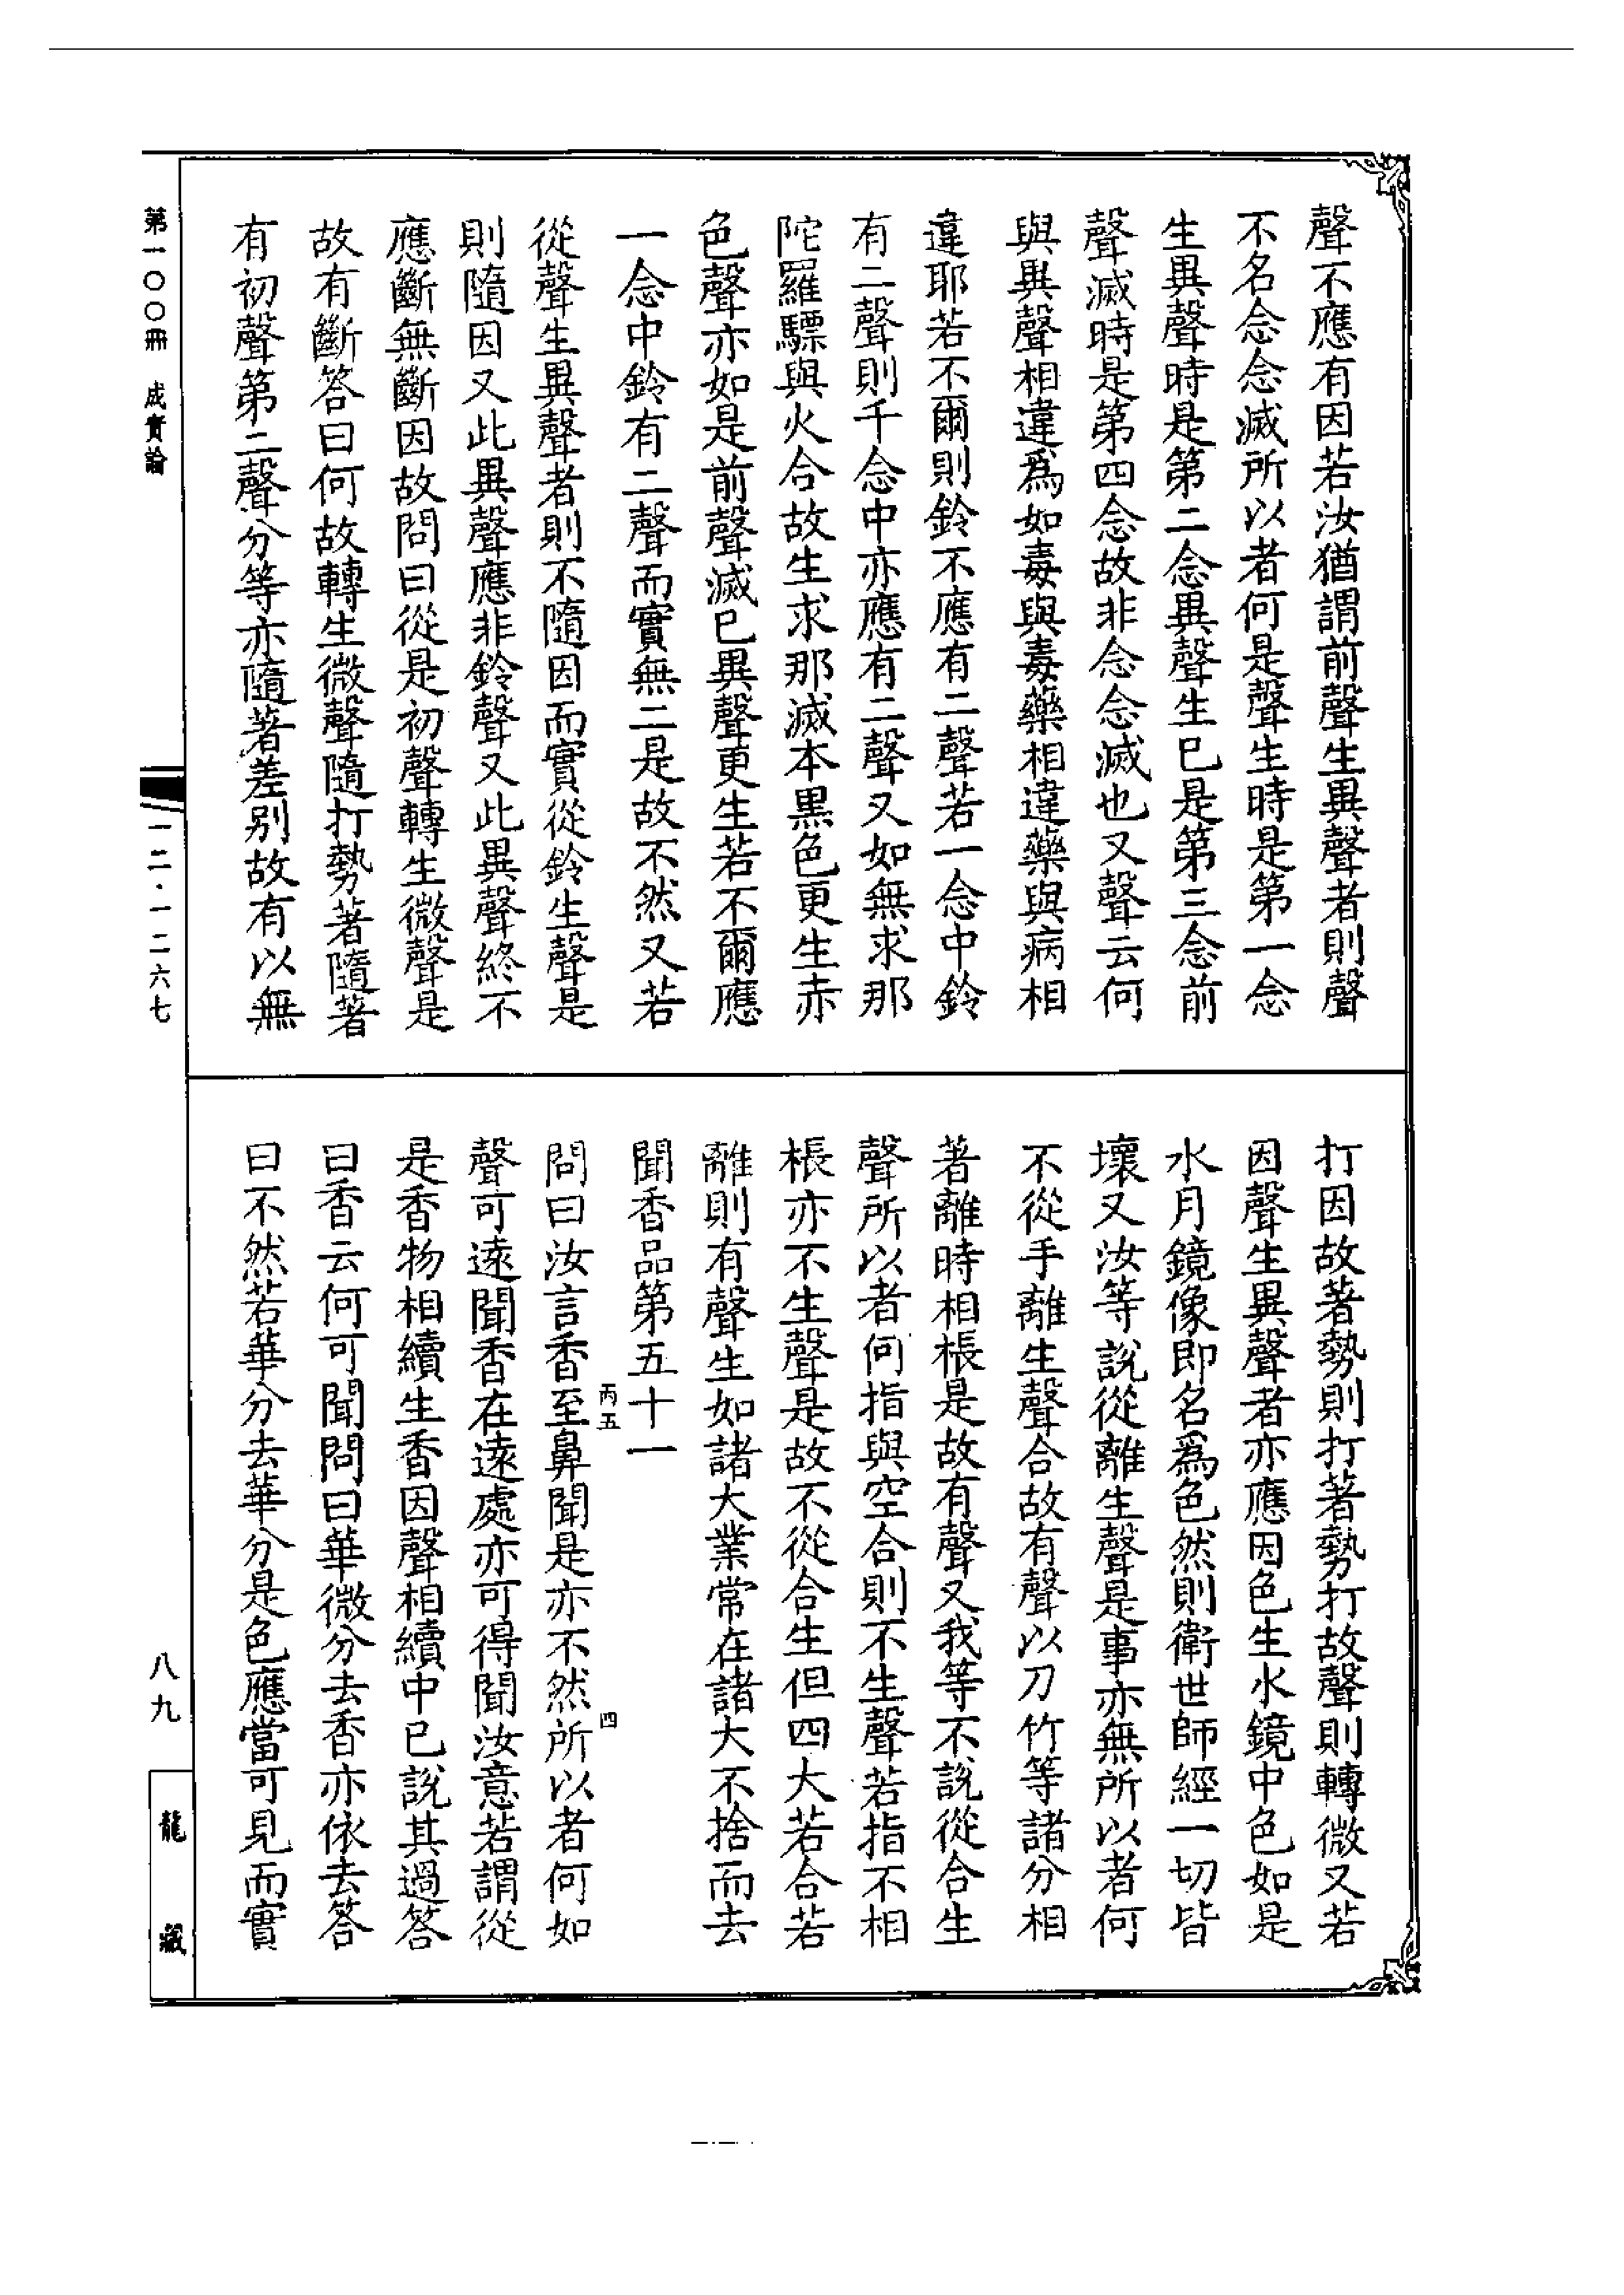 聲不應有因若汝猶謂前聲生異聲者則聲
不名念念滅所以者何是聲生時是第一念
生異聲時是第二念異聲生已是第三念前
聲滅時是第四念故非念念滅也又聲云何
與異聲相違爲如毒與毒藥相違藥與病相
違耶若不爾則鈴不應有二聲若一念中鈴
有二聲則千念中亦應有二聲又如無求那
陀羅驃與火合故生求那滅本黒色更生赤
色聲亦如是前聲滅已異聲更生若不爾應
一念中鈴有二聲而實無二是故不然又若
從聲生異聲者則不隨因而實從鈴生聲是
則隨因又此異聲應非鈴聲又此異聲終不
應斷無斷因故問曰從是初聲轉生微聲是
故有斷答曰何故轉生微聲隨打勢著隨著
有初聲第二聲分等亦隨著差别故有以無
打因故著勢則打著勢打故聲則轉微又若
因聲生異聲者亦應因色生水鏡中色如是
水月鏡像即名爲色然則衛世師經一切皆
壞又汝等說從離生聲是事亦無所以者何
不從手離生聲合故有聲以刀竹等諸分相
著離時相棖是故有聲又我等不說從合生
聲所以者何指與空合則不生聲若指不相
棖亦不生聲是故不從合生但四大若合若
離則有聲生如諸大業常在諸大不捨而去
聞香品第五十一
丙五
四
問曰汝言香至鼻聞是亦不然所以者何如
聲可遠聞香在遠處亦可得聞汝意若謂從
是香物相續生香因聲相續中已說其過答
曰香云何可聞問曰華微分去香亦依去答
曰不然若華分去華分是色應當可見而實
第一〇〇冊　成實論
一二·一二六七
八九
龍藏